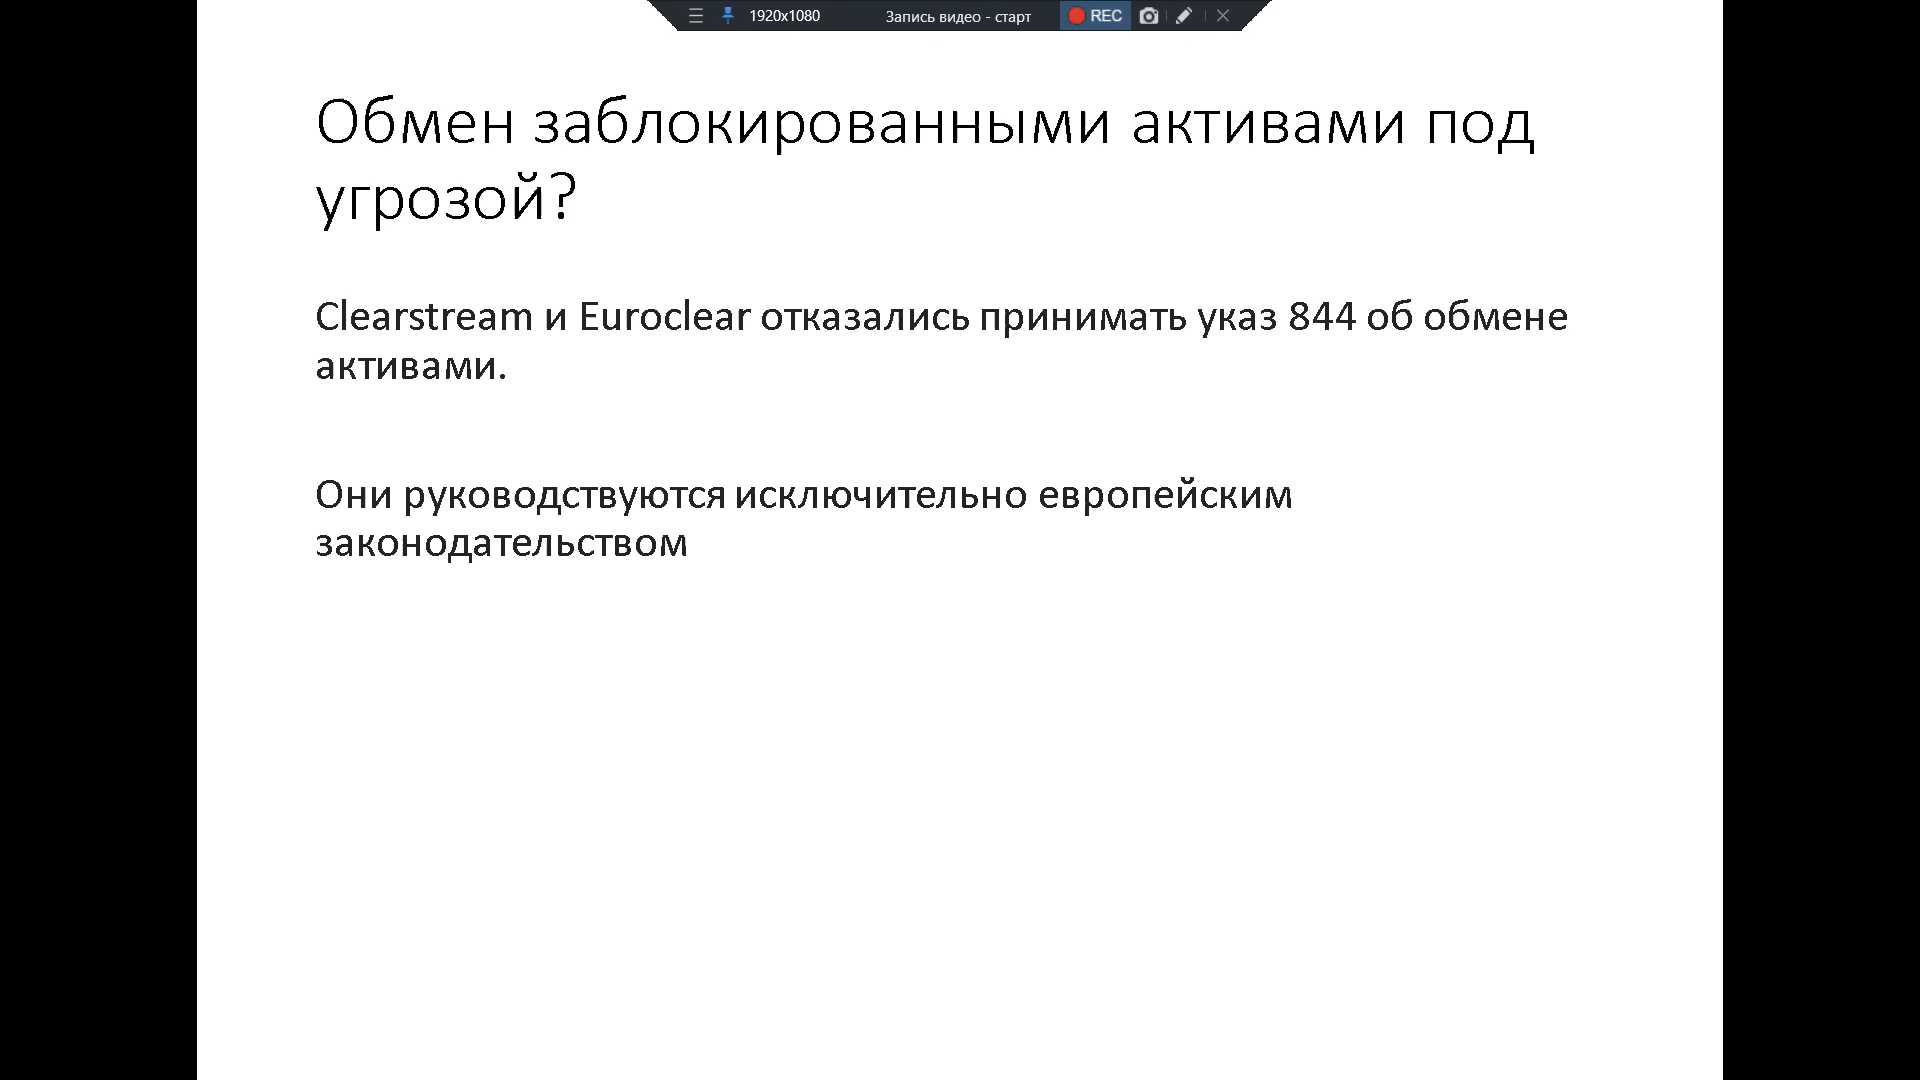 1920x1080 Запись видео - старт REC
Обмен заблокированными активами под
угрозой?
Clearstream и Euroclear отказались принимать указ 844 об обмене
активами.
Они руководствуются исключительно европейским
законодательством